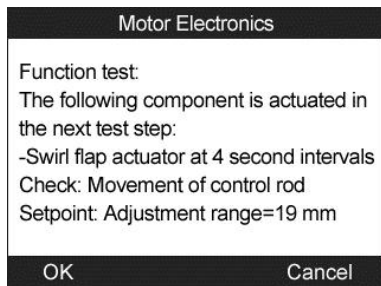 Motor Electronics
Function test:
The following component is actuated in
the next test step:
-Swirl flap actuator at 4 second intervals
Check: Movement of control rod
Setpoint: Adjustment range=19 mm
OK
Cancel